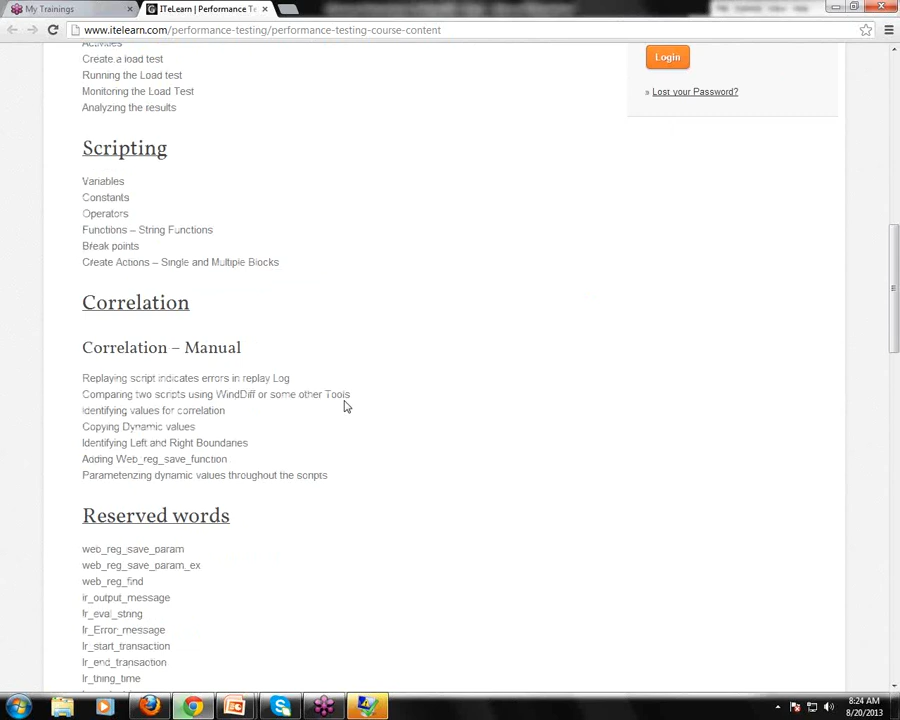 My Trainings
ITeLearn | Performance Te
www.itelearn.com/performance-testing/performance-testing-course-content
Activities
Create a load test
Running the Load test
Monitoring the Load Test
Analyzing the results
Login
» Lost your Password?
Scripting
Variables
Constants
Operators
Functions – String Functions
Break points
Create Actions – Single and Multiple Blocks
Correlation
Correlation – Manual
Replaying script indicates errors in replay Log
Comparing two scripts using WindDiff or some other Tools
Identifying values for correlation
Copying Dynamic values
Identifying Left and Right Boundaries
Adding Web_reg_save_function
Parameterizing dynamic values throughout the scripts
Reserved words
web_reg_save_param
web_reg_save_param_ex
web_reg_find
lr_output_message
lr_eval_string
lr_Error_message
lr_start_transaction
lr_end_transaction
lr_thing_time
8:24 AM
8/20/2013